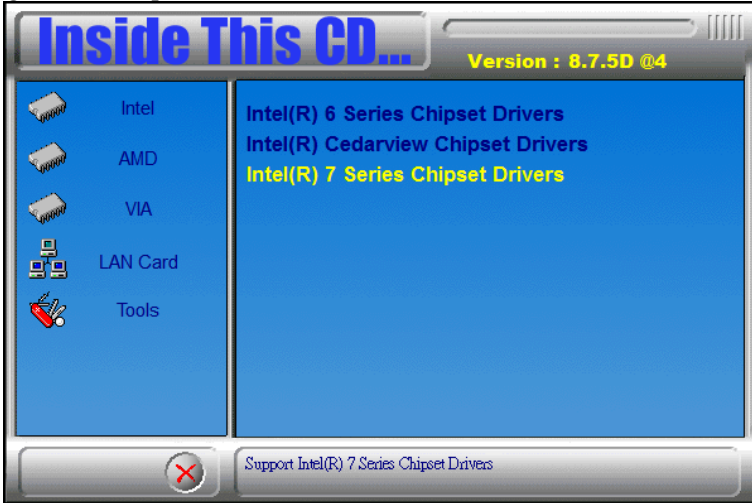 Inside This CD...
Version : 8.7.5D @4
Intel
AMD
VIA
LAN Card
Tools
Intel(R) 6 Series Chipset Drivers
Intel(R) Cedarview Chipset Drivers
Intel(R) 7 Series Chipset Drivers
Support Intel(R) 7 Series Chipset Drivers